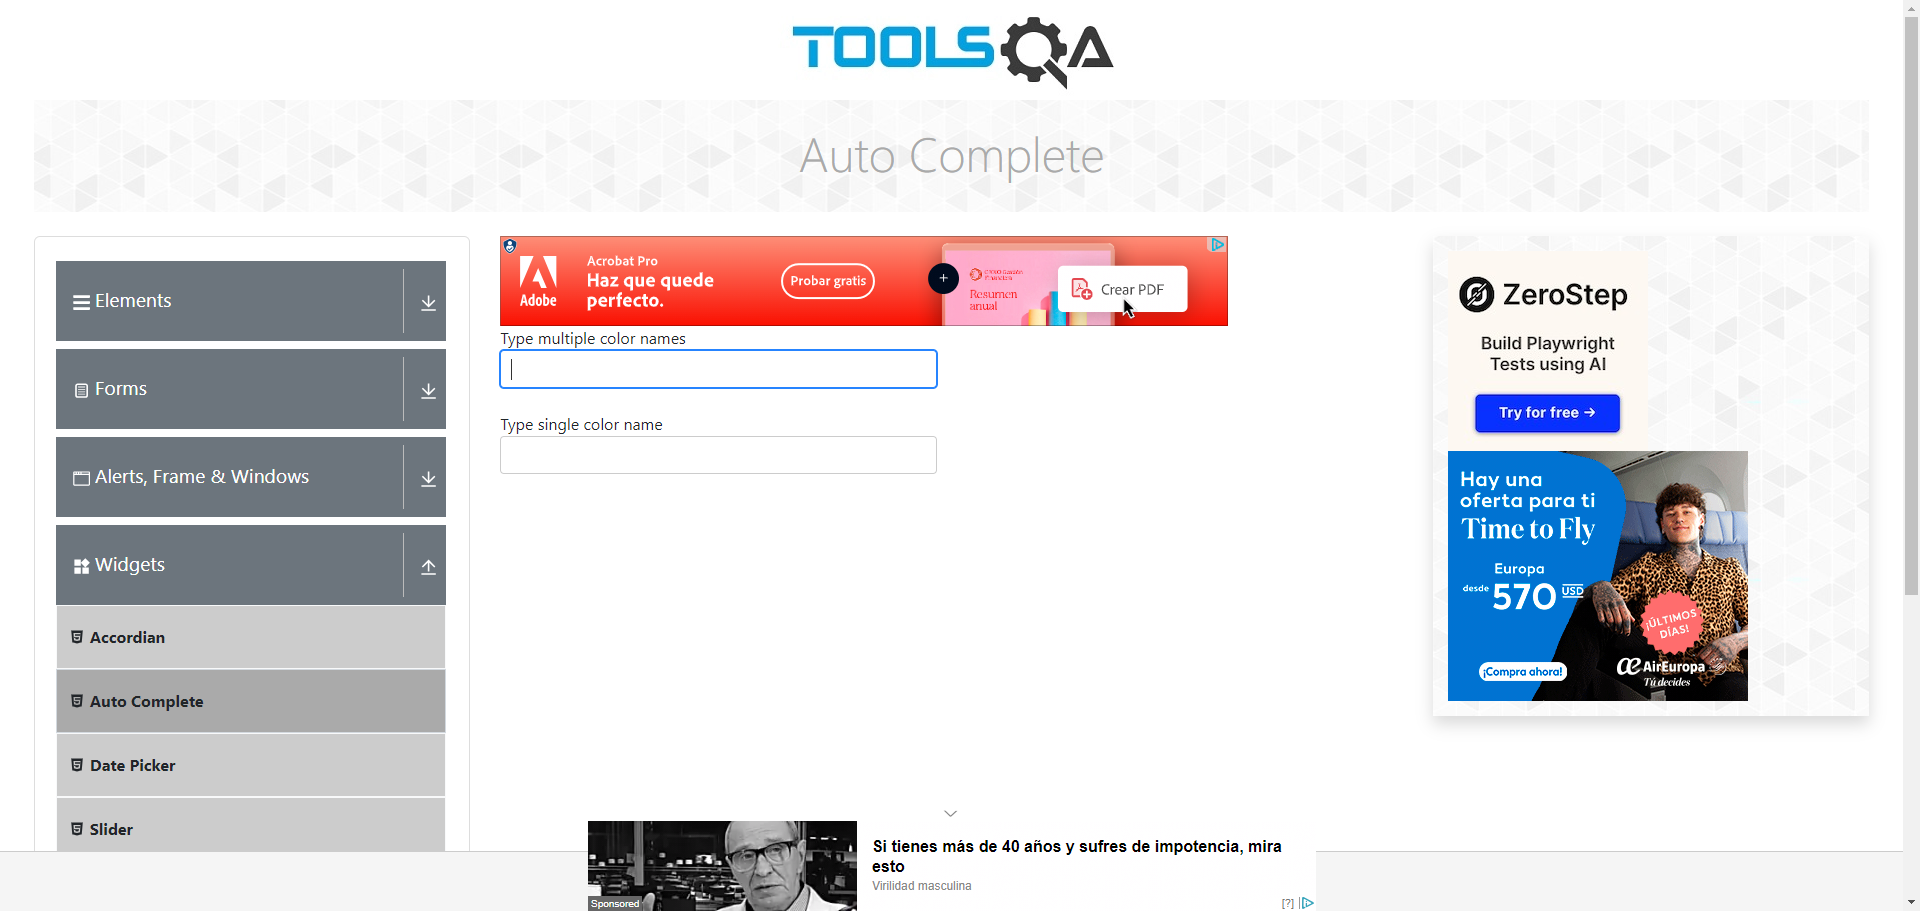 TOOLSQA
Auto Complete
Elements
Forms
Alerts, Frame & Windows
Widgets
Accordian
Auto Complete
Date Picker
Slider
Adobe
Acrobat Pro
Haz que quede
perfecto.
Probar gratis
+
Resumen
anual
Crear PDF
Type multiple color names
Type single color name
ZeroStep
Build Playwright
Tests using AI
Try for free →
Hay una
oferta para ti
Time to Fly
Europa
desde 570 USD
¡ÚLTIMOS
DÍAS!
¡Compra ahora!
AirEuropa
Tú decides
Si tienes más de 40 años y sufres de impotencia, mira
esto
Virilidad masculina
Sponsored
[?]